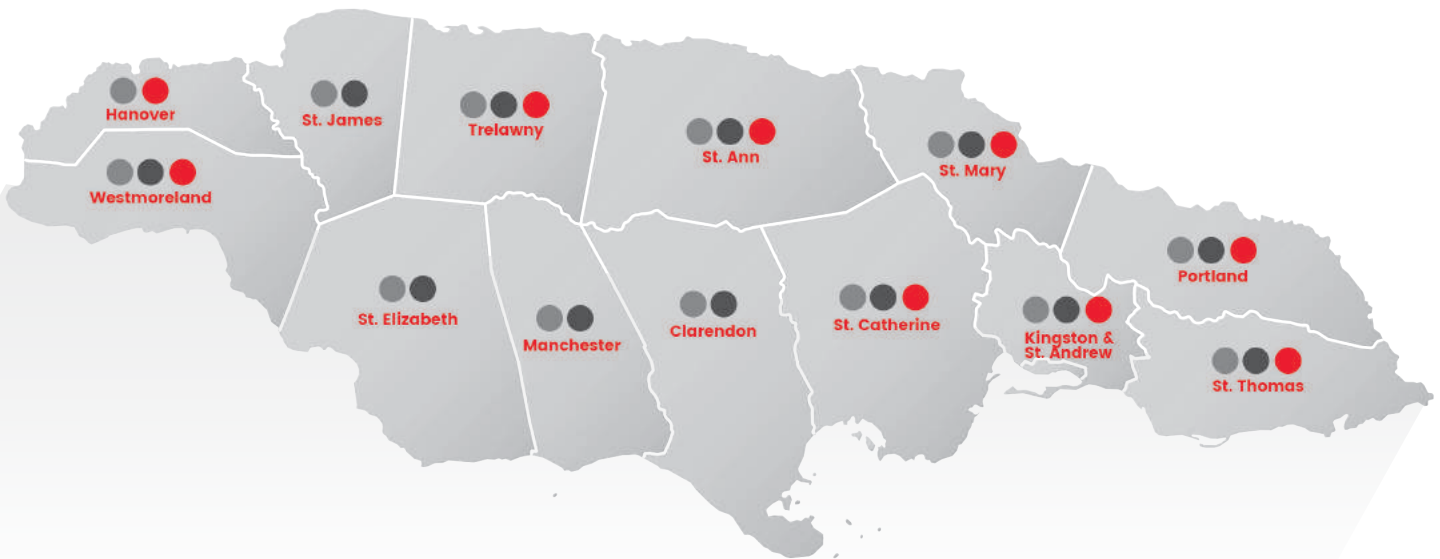 Hanover
St. James
Trelawny
St. Ann
St. Mary
Westmoreland
Portland
St. Elizabeth
Manchester
Clarendon
St. Catherine
Kingston &
St. Andrew
St. Thomas